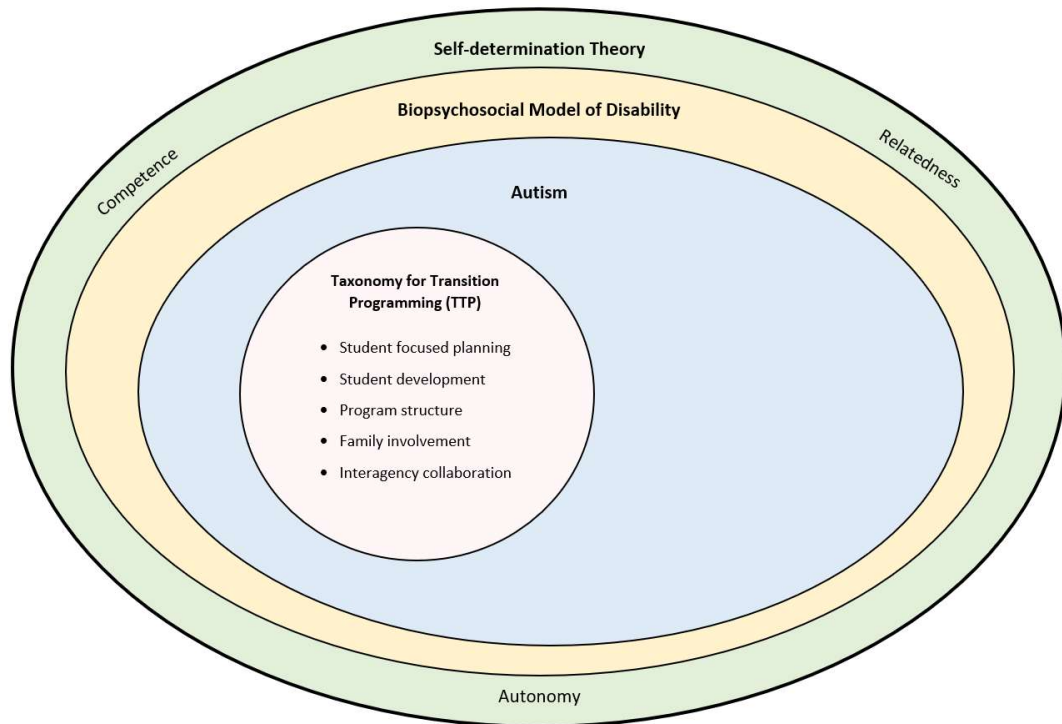 Self-determination Theory
Biopsychosocial Model of Disability
Competence
Relatedness
Autism
Taxonomy for Transition
Programming (TTP)
• Student focused planning
• Student development
• Program structure
• Family involvement
• Interagency collaboration
Autonomy